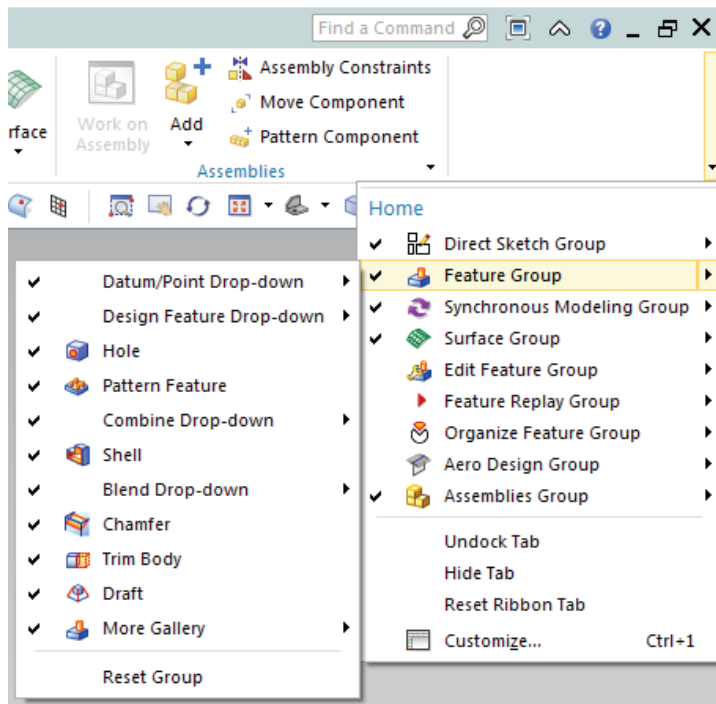 Find a Command
rface
Work on
Assembly
Add
Assembly Constraints
Move Component
Pattern Component
Assemblies
Home
Direct Sketch Group
Feature Group
Synchronous Modeling Group
Surface Group
Edit Feature Group
Feature Replay Group
Organize Feature Group
Aero Design Group
Assemblies Group
Undock Tab
Hide Tab
Reset Ribbon Tab
Customize... Ctrl+1
Datum/Point Drop-down
Design Feature Drop-down
Hole
Pattern Feature
Combine Drop-down
Shell
Blend Drop-down
Chamfer
Trim Body
Draft
More Gallery
Reset Group